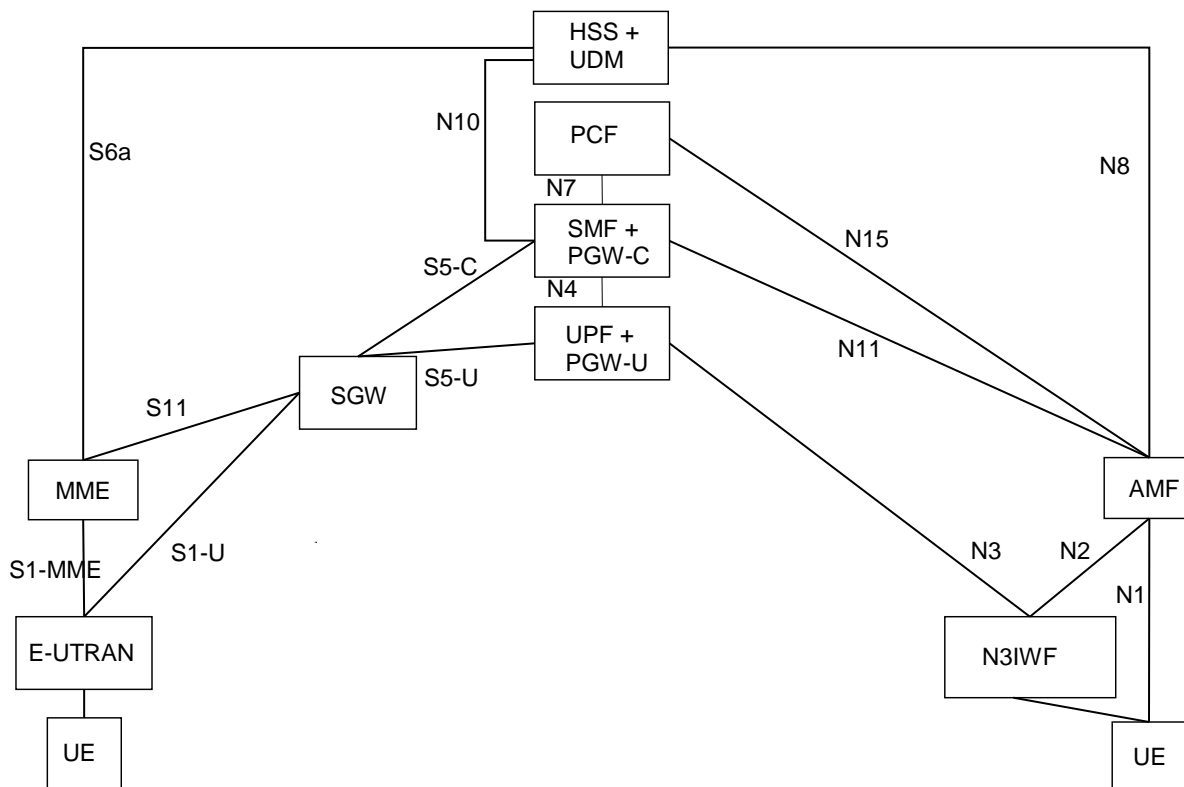 HSS +
UDM
N10
PCF
S6a
N8
N7
SMF +
PGW-C
N15
S5-C
N4
UPF +
PGW-U
N11
S5-U
SGW
S11
MME
AMF
S1-U
N3
N2
S1-MME
N1
E-UTRAN
N3IWF
UE
UE